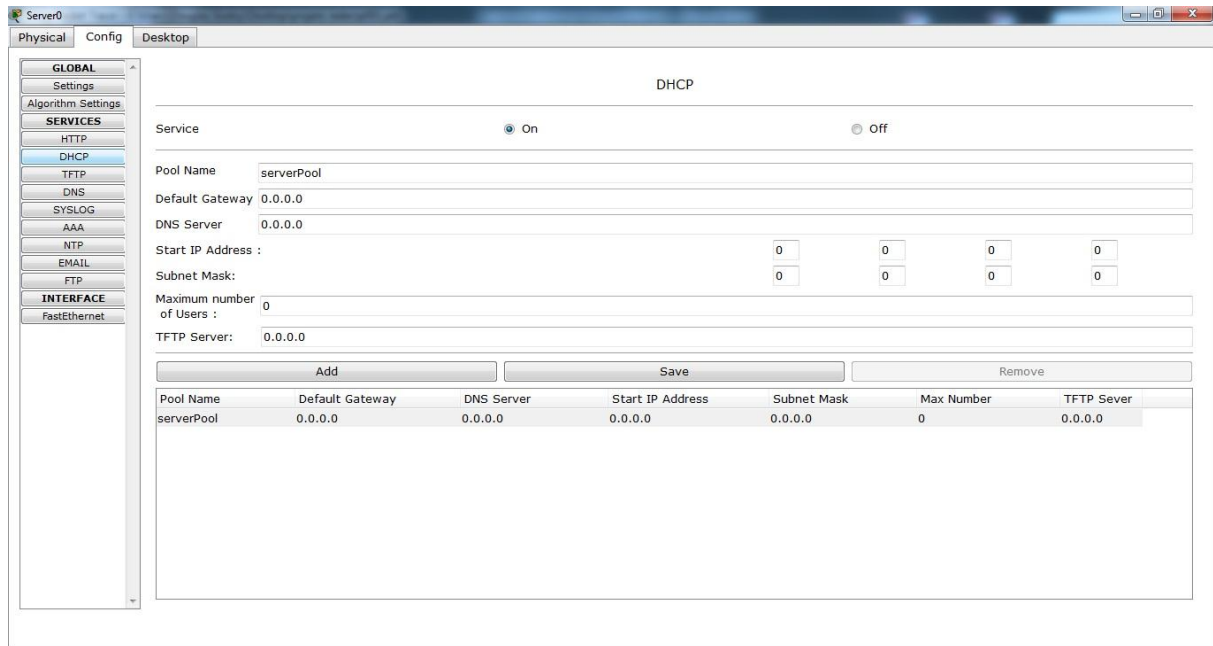 Server0
Physical Config Desktop
GLOBAL
Settings
Algorithm Settings
SERVICES
HTTP
DHCP
TFTP
DNS
SYSLOG
AAA
NTP
EMAIL
FTP
INTERFACE
FastEthernet
DHCP
Service On Off
Pool Name serverPool
Default Gateway 0.0.0.0
DNS Server 0.0.0.0
Start IP Address : 0 0 0 0
Subnet Mask: 0 0 0 0
Maximum number
of Users : 0
TFTP Server: 0.0.0.0
Add Save Remove
Pool Name Default Gateway DNS Server Start IP Address Subnet Mask Max Number TFTP Sever
serverPool 0.0.0.0 0.0.0.0 0.0.0.0 0.0.0.0 0 0.0.0.0